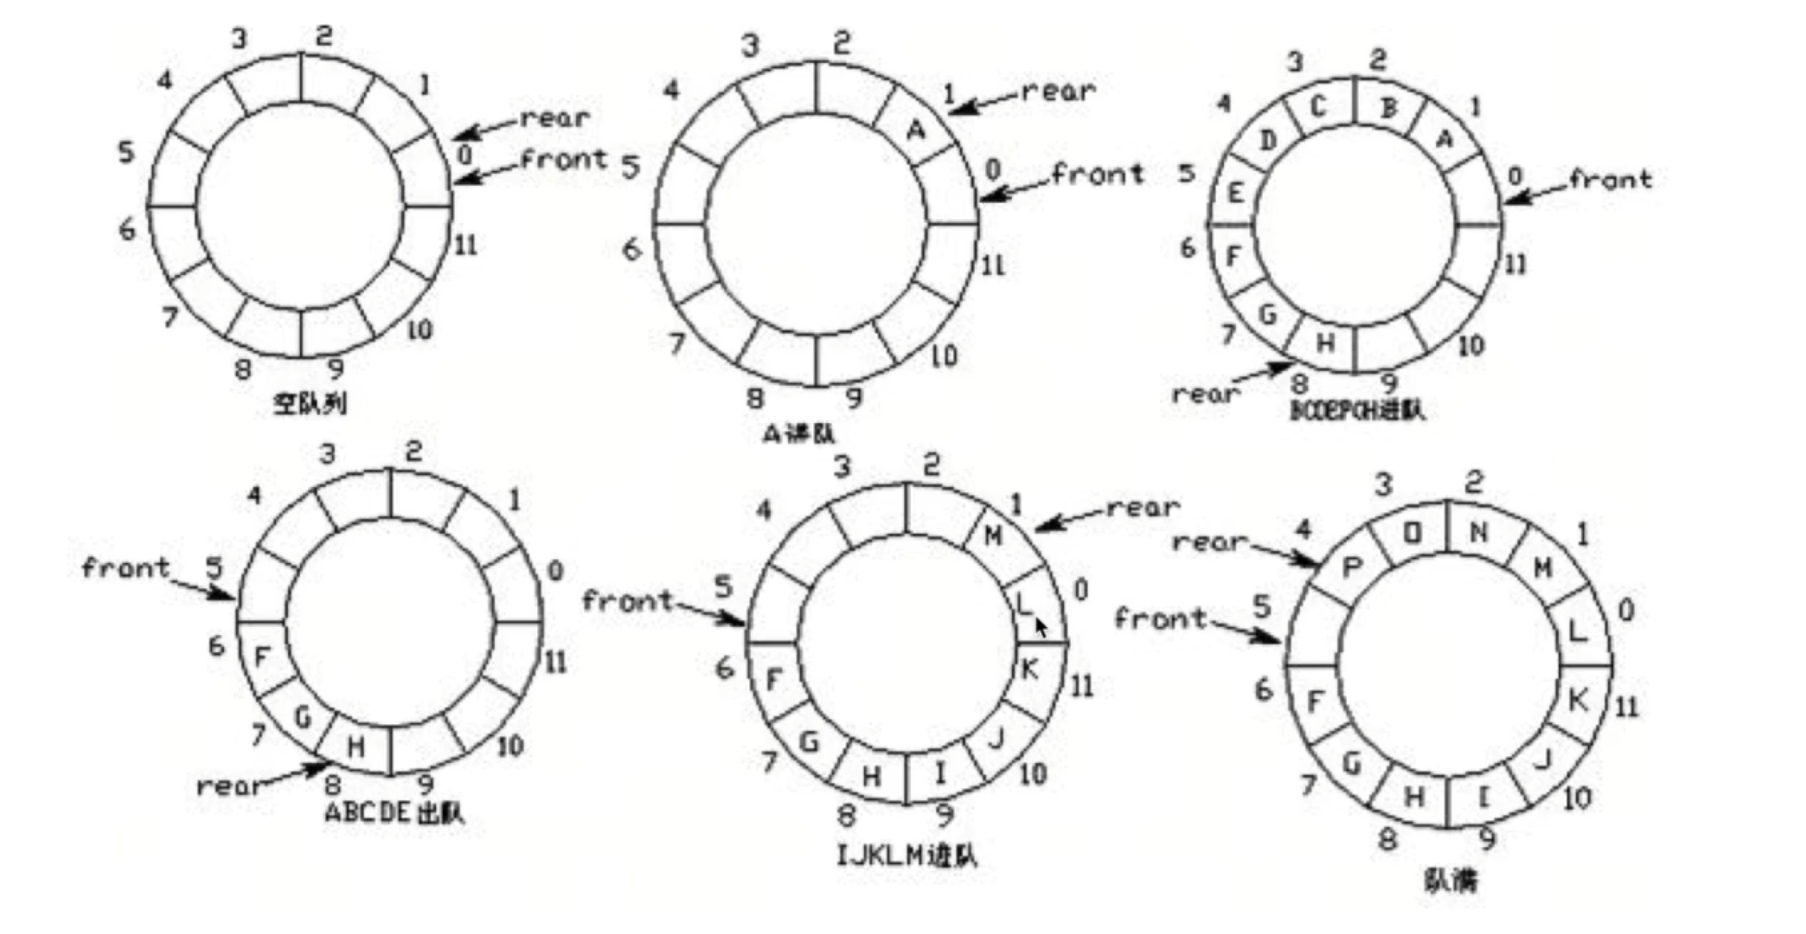 3 2
4 1
rear
5 0 front
6 11
7 10
8 9
空队列
3 2
4 1 rear
A
5 0 front
6 11
7 10
8 9
A进队
3 2
4 C B 1
D A
5 E 0 front
6 F 11
7 G H 10
rear 8 9
BCDEFGH进队
3 2
4 1
front 5 0
6 F 11
7 G H 10
rear 8 9
ABCDE出队
3 2
4 1 rear
M
front 5 L 0
6 F K 11
7 G H I J 10
8 9
IJKLM进队
3 2
rear 4 O N 1
P M
front 5 L 0
6 F K 11
7 G H I J 10
8 9
队满